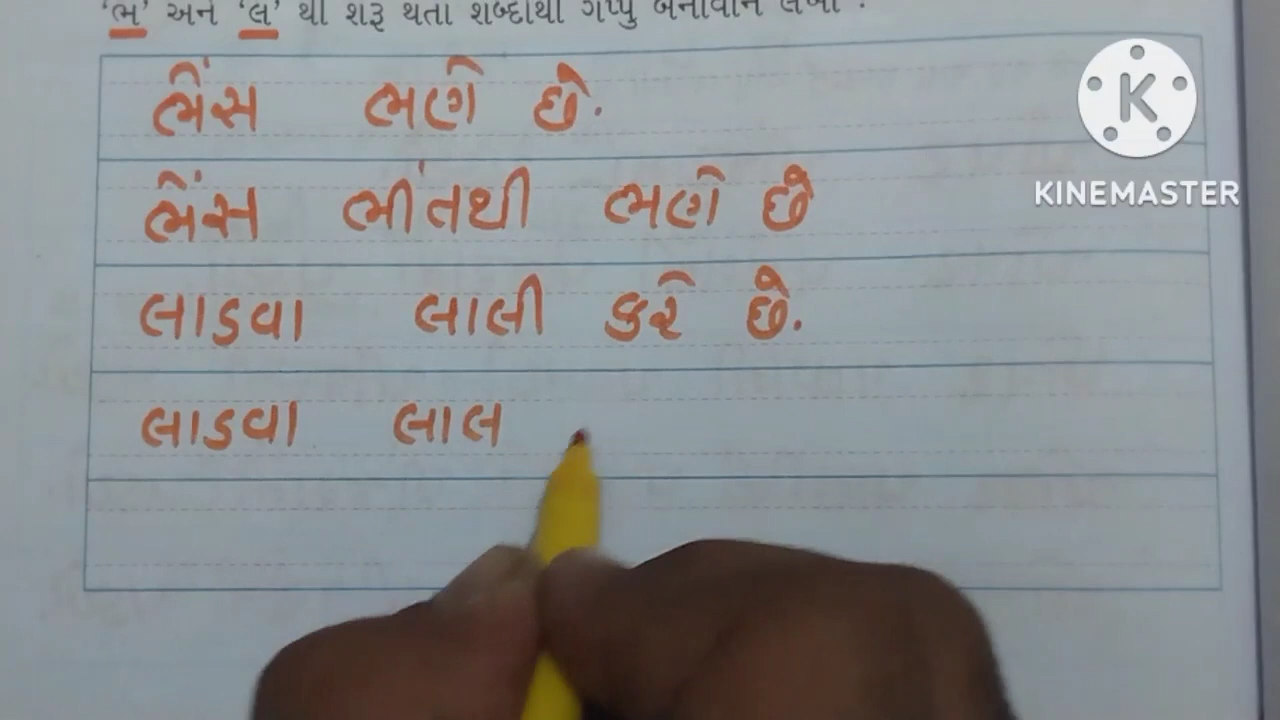 'ભ' અને 'લ' થી શરૂ થતા શબ્દોથી ગપ્પુ બનાવીને લખો :
ભેંસ ભણે છે.
ભેંસ ભીંતથી ભણે છે
લાડવા લાલી કરે છે.
લાડવા લાલ
K
KINEMASTER